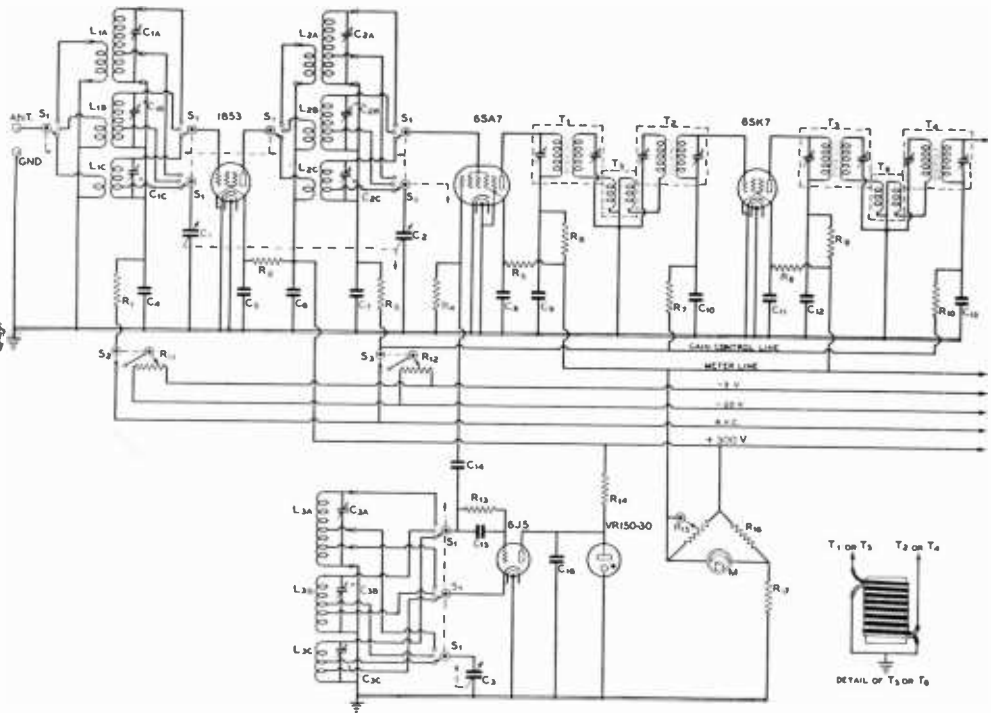 L1A
C1A
L2A
C2A
ANT.
S1
L1B
C1B
S1
1853
S1
L2B
C2B
S1
6SA7
T1
T2
6SK7
T3
T4
GND
L1C
C1C
S1
L2C
C2C
T5
T6
C1
C2
R1
C4
C5
R2
C6
C7
R3
R4
C8
R5
C9
R6
R7
C10
C11
R8
C12
R9
R10
C13
S2
R11
S3
R12
GAIN CONTROL LINE
METER LINE
-3 V
A.V.C.
+ 300 V
C14
L3A
C3A
R13
S1
C15
6J5
R14
VR150-30
R15
R16
M
C16
L3B
C3B
S1
R17
L3C
C3C
S1
C3
T1 OR T3
T2 OR T4
DETAIL OF T5 OR T6